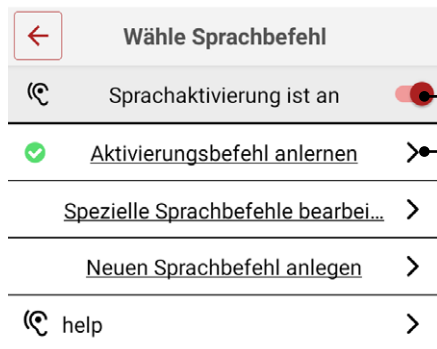 Wähle Sprachbefehl
Sprachaktivierung ist an
Aktivierungsbefehl anlernen
Spezielle Sprachbefehle bearbei...
Neuen Sprachbefehl anlegen
help